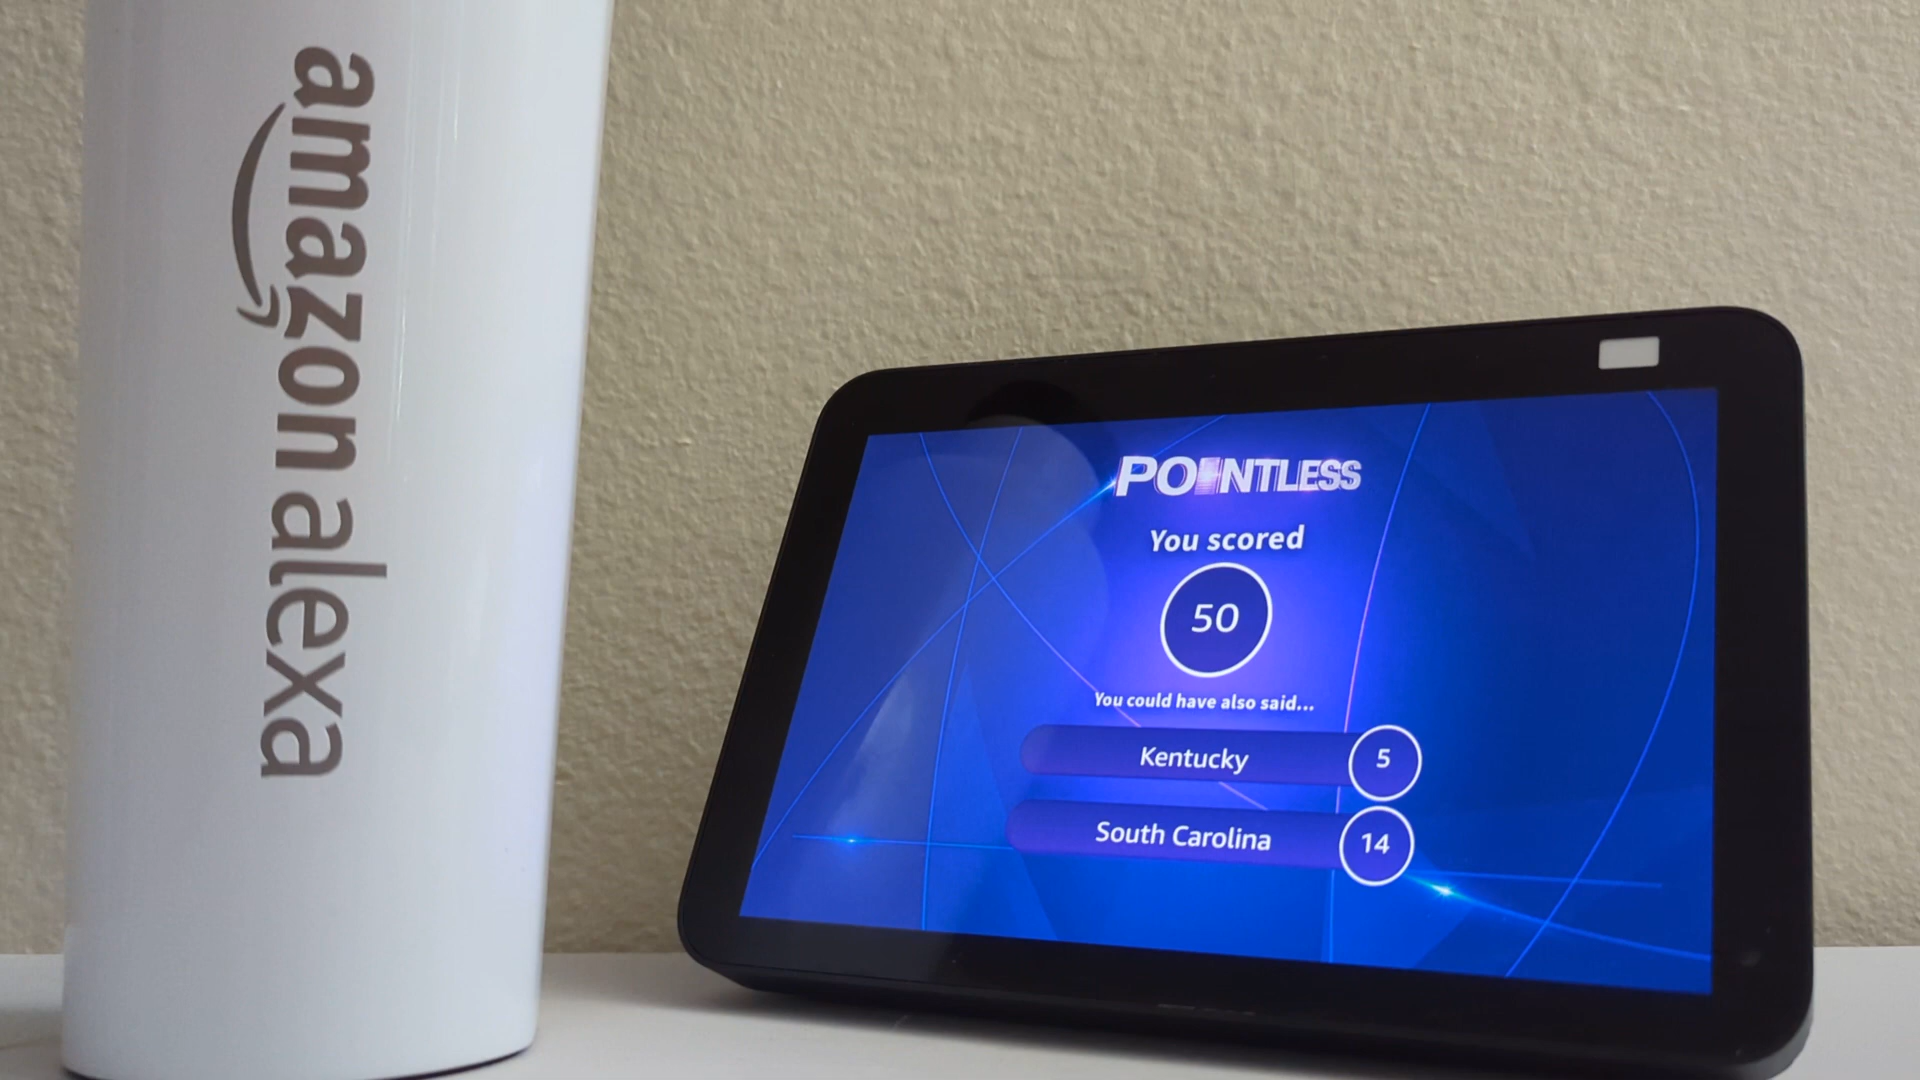 amazon alexa
POINTLESS
You scored
50
You could have also said...
Kentucky 5
South Carolina 14